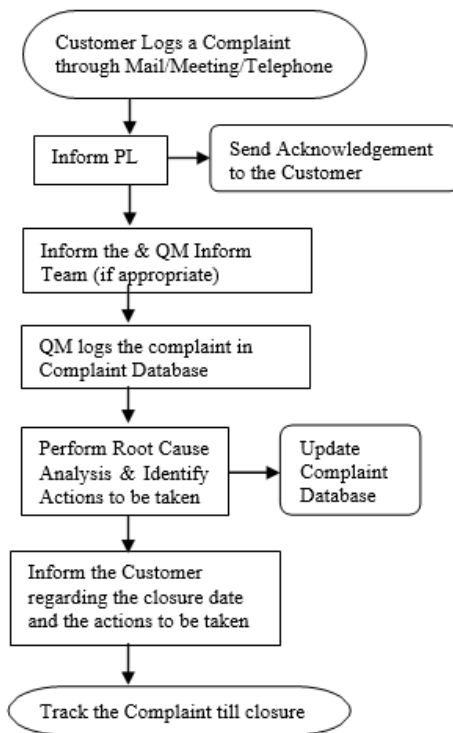 Customer Logs a Complaint
through Mail/Meeting/Telephone
Inform PL
Send Acknowledgement
to the Customer
Inform the & QM Inform
Team (if appropriate)
QM logs the complaint in
Complaint Database
Perform Root Cause
Analysis & Identify
Actions to be taken
Update
Complaint
Database
Inform the Customer
regarding the closure date
and the actions to be taken
Track the Complaint till closure